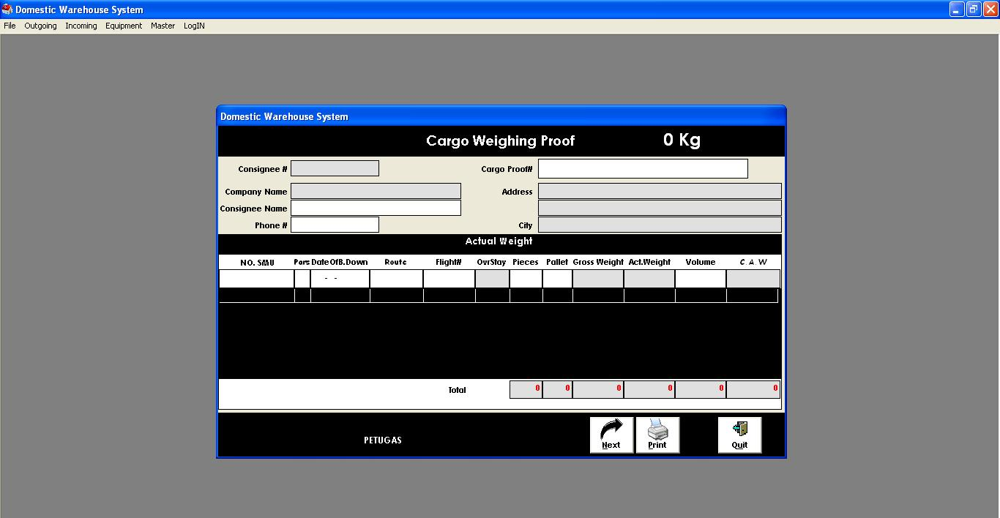 Domestic Warehouse System
File Outgoing Incoming Equipment Master LogIN
Domestic Warehouse System
Cargo Weighing Proof 0 Kg
Consignee # Cargo Proof#
Company Name Address
Consignee Name
Phone # City
Actual Weight
NO. SMU Pars Date OfB.Down Route Flight# OvrStay Pieces Pallet Gross Weight Act.Weight Volume C.A.W
- -
Total 0 0 0 0 0 0
PETUGAS Next Print Quit